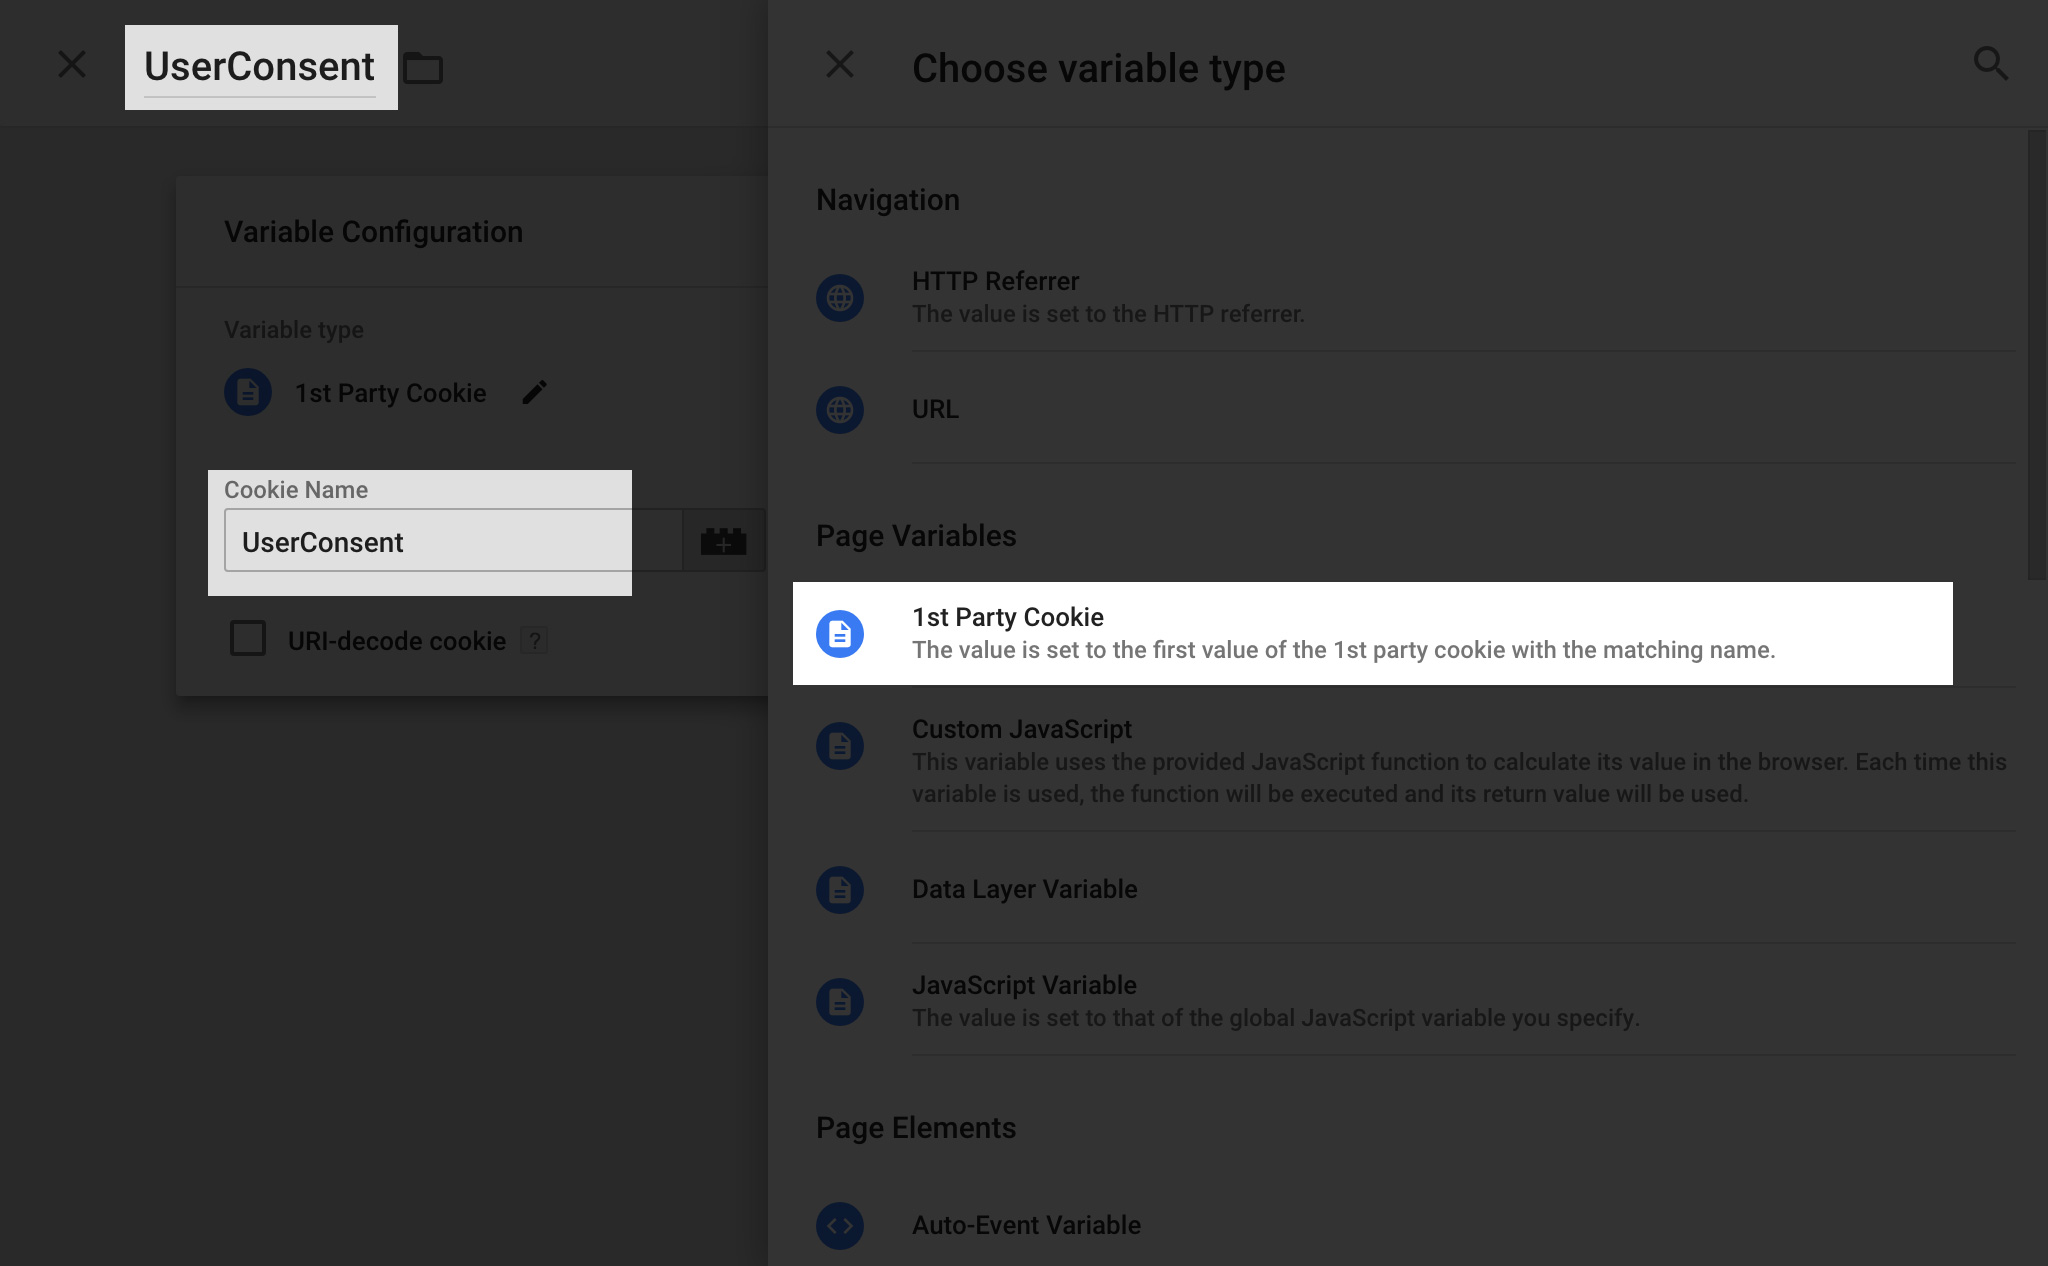 UserConsent
Variable Configuration
Variable type
1st Party Cookie
Cookie Name
UserConsent
URI-decode cookie ?
Choose variable type
Navigation
HTTP Referrer
The value is set to the HTTP referrer.
URL
Page Variables
1st Party Cookie
The value is set to the first value of the 1st party cookie with the matching name.
Custom JavaScript
This variable uses the provided JavaScript function to calculate its value in the browser. Each time this
variable is used, the function will be executed and its return value will be used.
Data Layer Variable
JavaScript Variable
The value is set to that of the global JavaScript variable you specify.
Page Elements
Auto-Event Variable